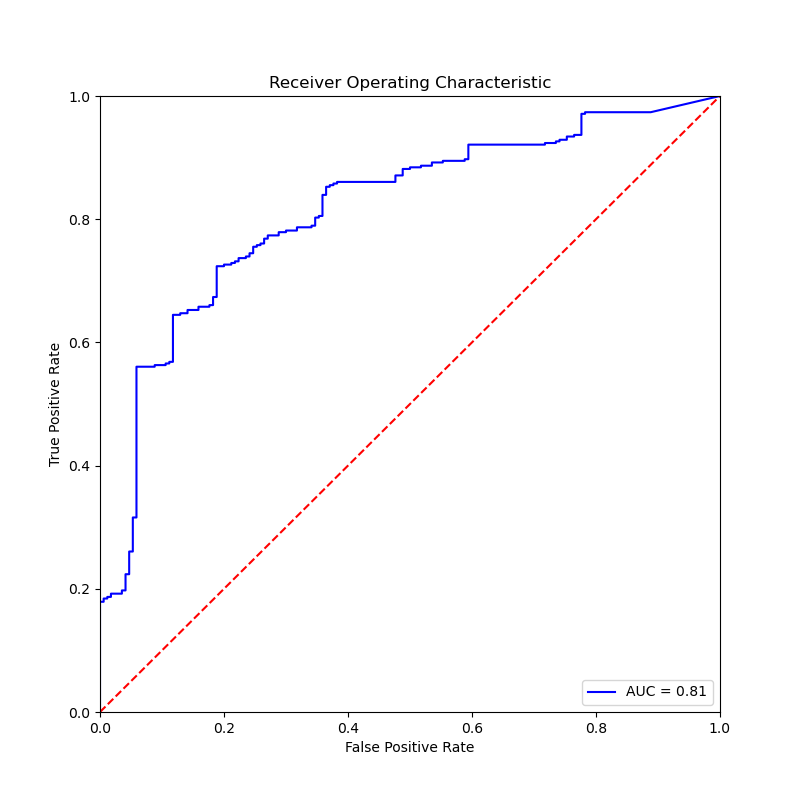 Receiver Operating Characteristic
1.0
0.8
0.6
0.4
0.2
0.0
True Positive Rate
AUC = 0.81
0.0 0.2 0.4 0.6 0.8 1.0
False Positive Rate